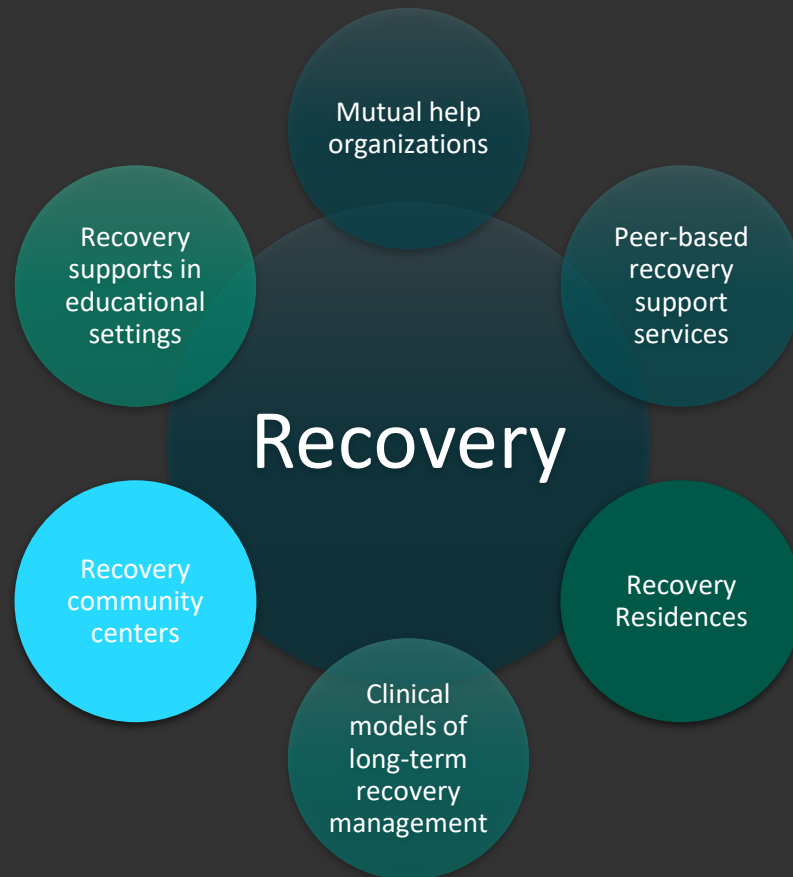 Mutual help
organizations
Peer-based
recovery
support
services
Recovery
Residences
Clinical
models of
long-term
recovery
management
Recovery
community
centers
Recovery
supports in
educational
settings
Recovery